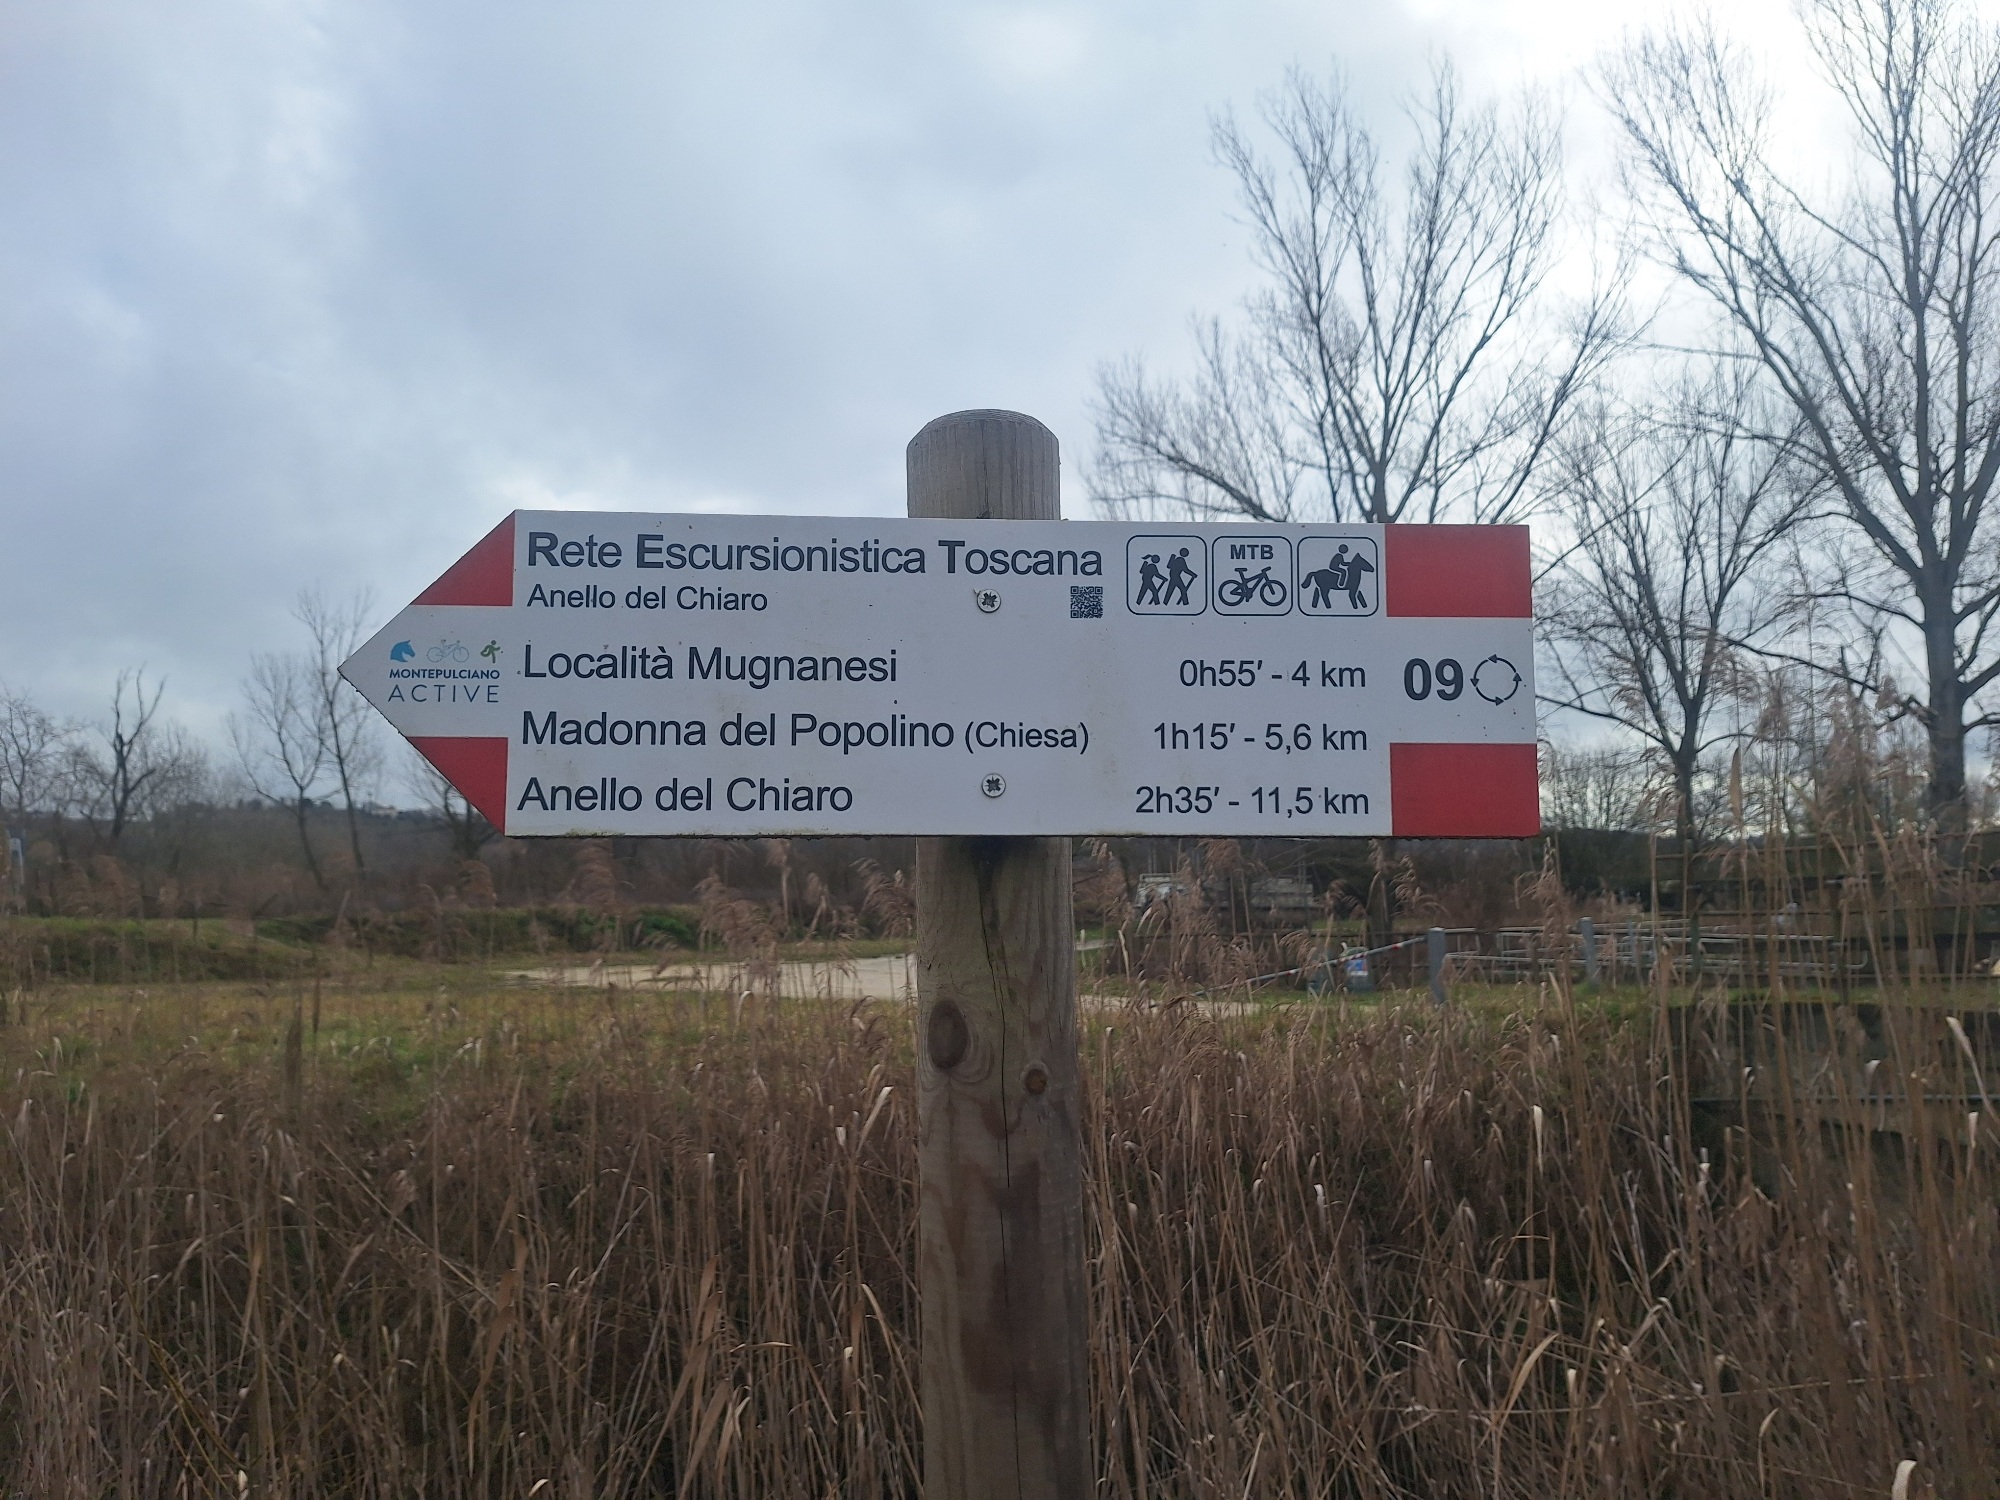 Rete Escursionistica Toscana
Anello del Chiaro
MTB
MONTEPULCIANO
ACTIVE
Località Mugnanesi 0h55′ - 4 km
Madonna del Popolino (Chiesa) 1h15′ - 5,6 km
Anello del Chiaro 2h35′ - 11,5 km
09